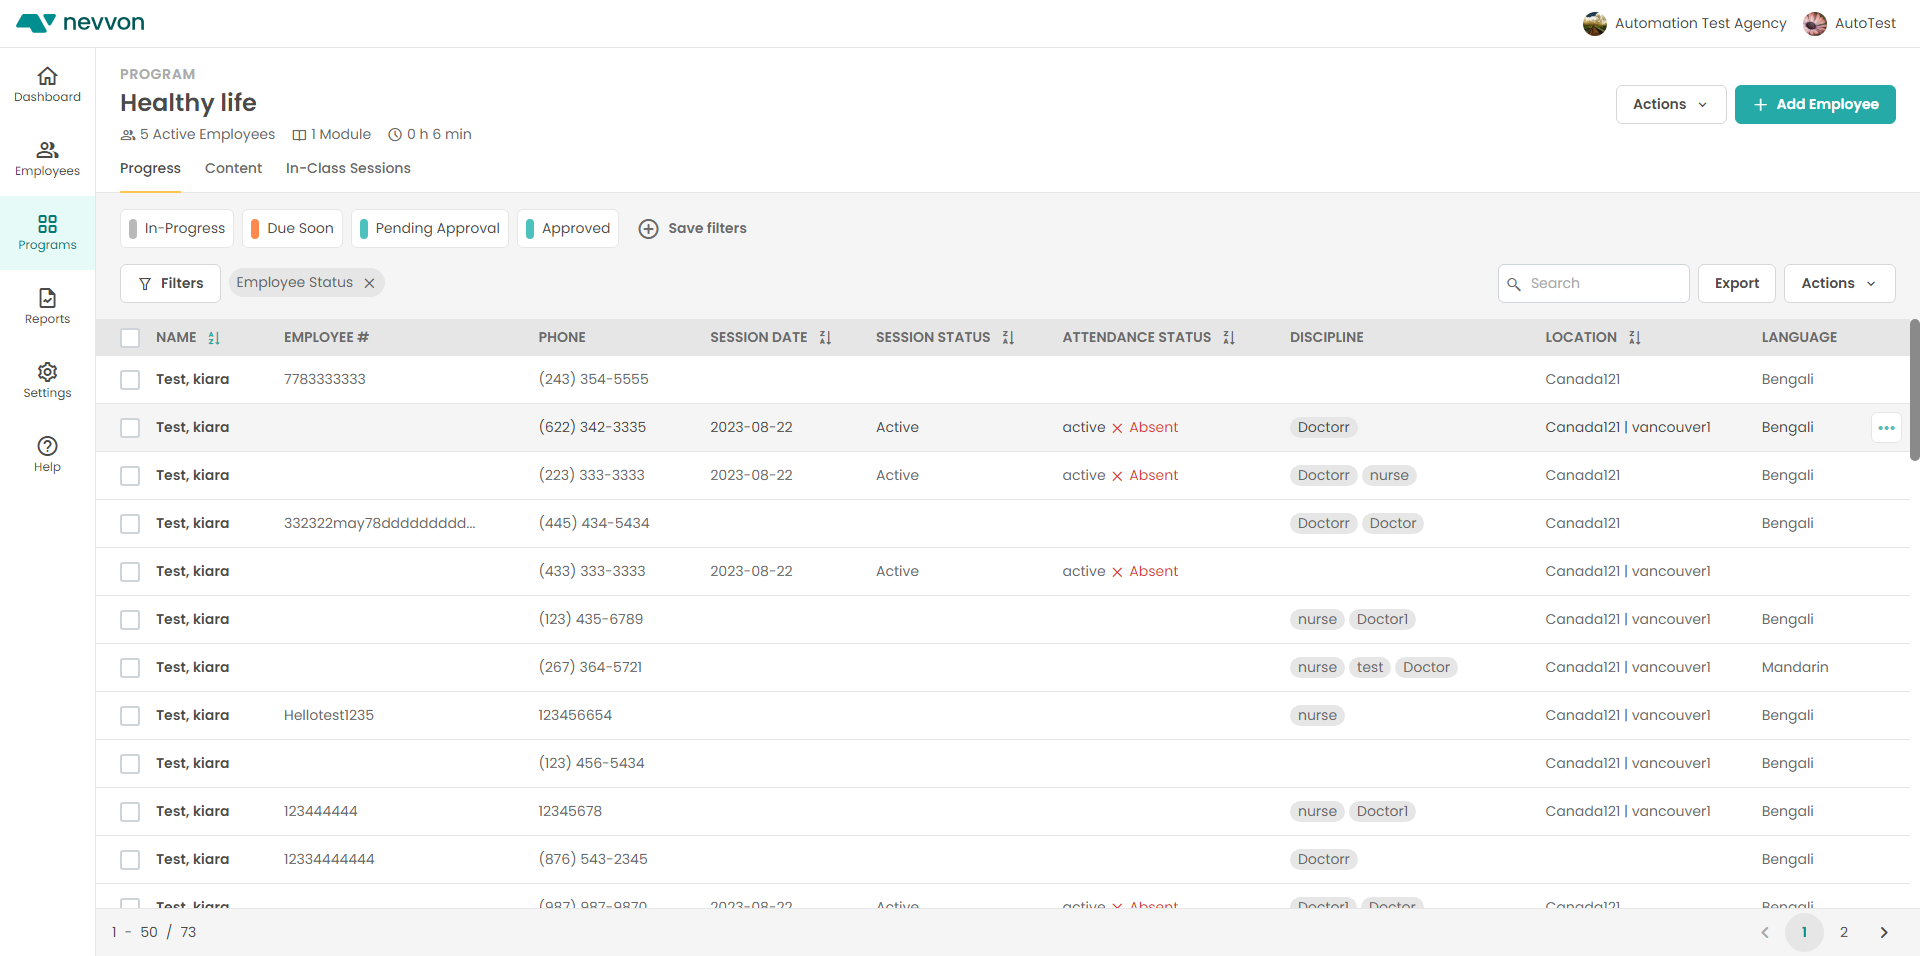 nevvon
Automation Test Agency AutoTest
Dashboard
Employees
Programs
Reports
Settings
Help
PROGRAM
Healthy life
5 Active Employees 1 Module 0 h 6 min
Actions + Add Employee
Progress Content In-Class Sessions
In-Progress Due Soon Pending Approval Approved Save filters
Filters Employee Status Search Export Actions
NAME EMPLOYEE # PHONE SESSION DATE SESSION STATUS ATTENDANCE STATUS DISCIPLINE LOCATION LANGUAGE
Test, kiara 7783333333 (243) 354-5555 Canada121 Bengali
Test, kiara (622) 342-3335 2023-08-22 Active active Absent Doctorr Canada121 | vancouver1 Bengali
Test, kiara (223) 333-3333 2023-08-22 Active active Absent Doctorr nurse Canada121 Bengali
Test, kiara 332322may78ddddddddd... (445) 434-5434 Doctorr Doctor Canada121 Bengali
Test, kiara (433) 333-3333 2023-08-22 Active active Absent Canada121 | vancouver1
Test, kiara (123) 435-6789 nurse Doctor1 Canada121 | vancouver1 Bengali
Test, kiara (267) 364-5721 nurse test Doctor Canada121 | vancouver1 Mandarin
Test, kiara Hellotest1235 123456654 nurse Canada121 | vancouver1 Bengali
Test, kiara (123) 456-5434 Canada121 | vancouver1 Bengali
Test, kiara 123444444 12345678 nurse Doctor1 Canada121 | vancouver1 Bengali
Test, kiara 12334444444 (876) 543-2345 Doctorr Bengali
Test, kiara (987) 987-9870 2023-08-22 Active active Absent Doctor1 Doctor Canada121 Bengali
1 - 50 / 73 1 2